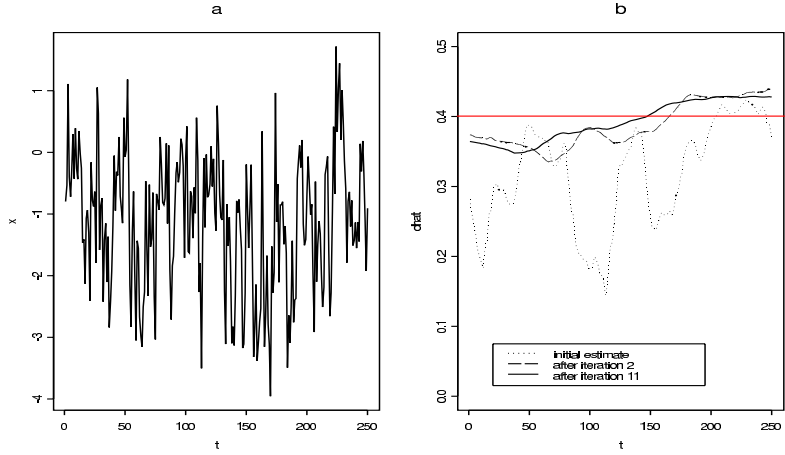 a
x
1
0
-1
-2
-3
-4
0
50
100
150
200
250
t
b
dhat
0.5
0.4
0.3
0.2
0.1
0.0
initial estimate
after iteration 2
after iteration 11
0
50
100
150
200
250
t